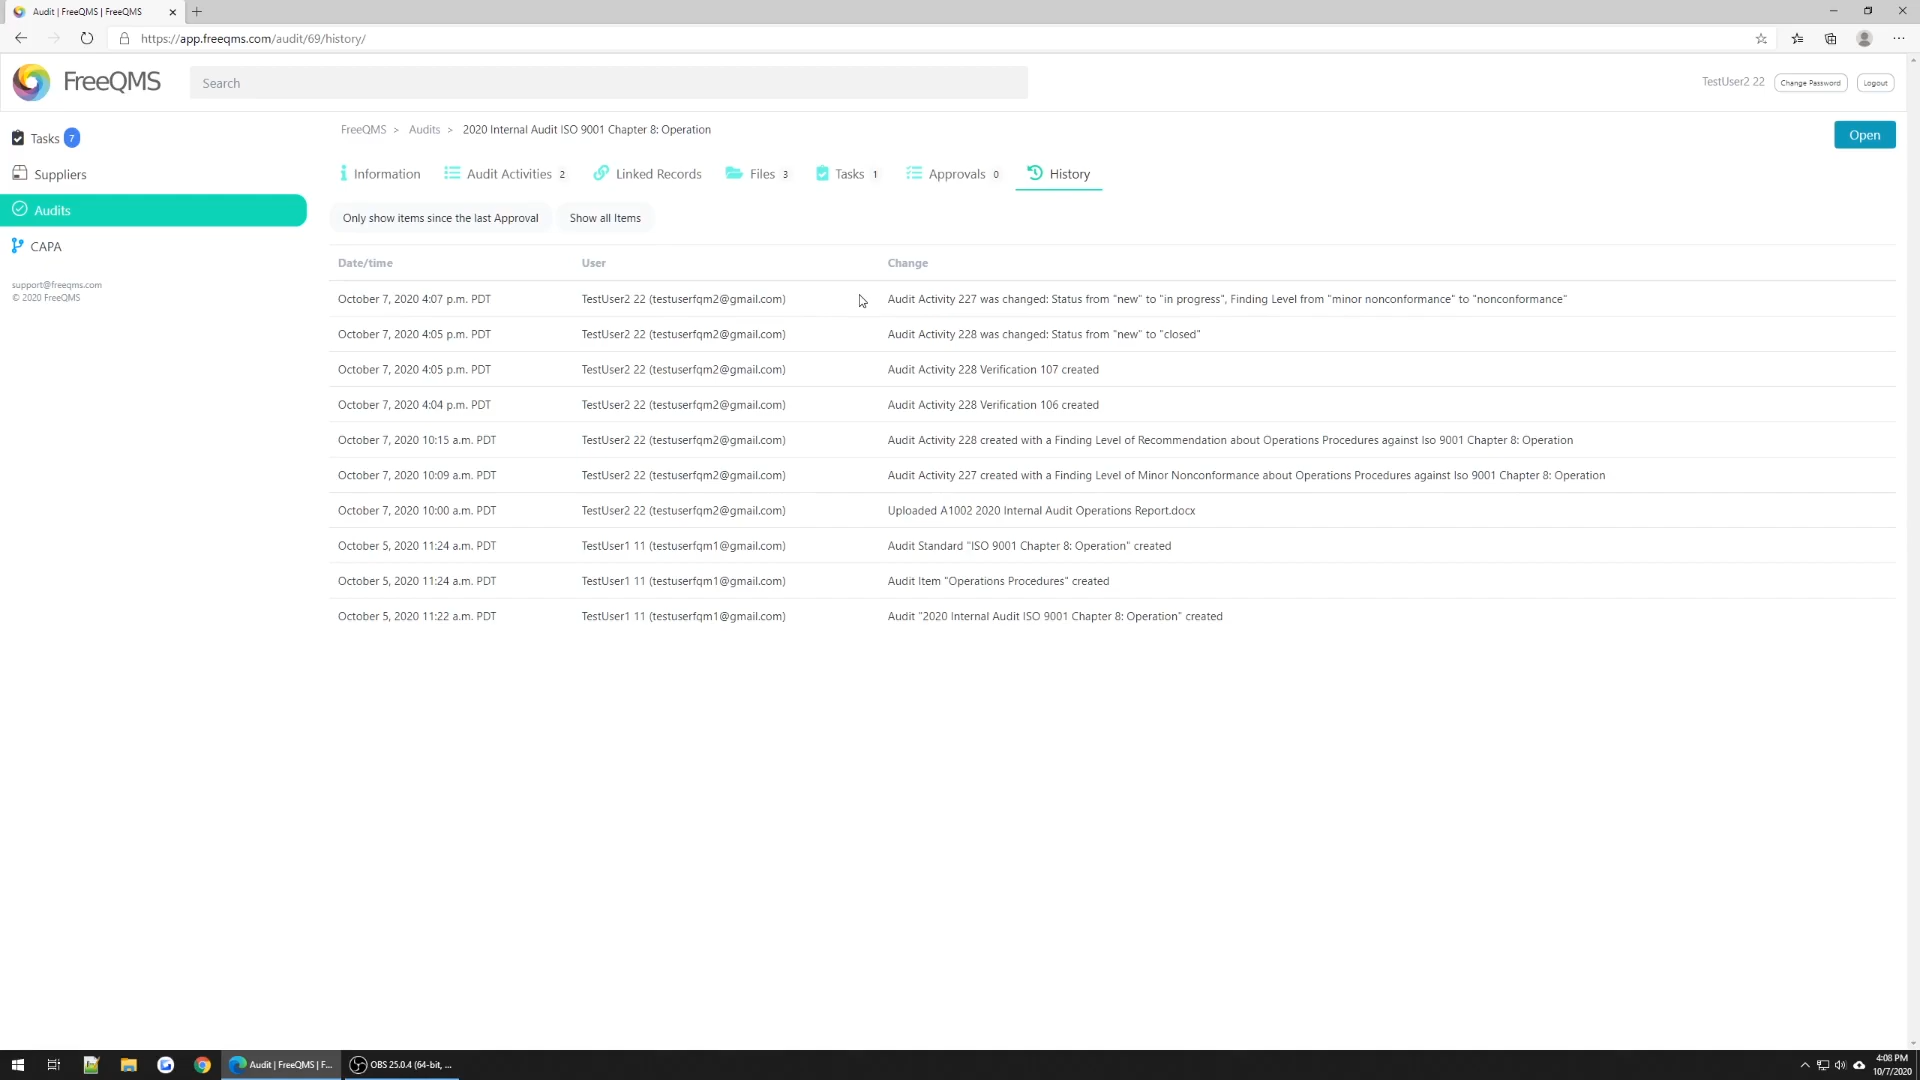 Audit | FreeQMS | FreeQMS
https://app.freeqms.com/audit/69/history/
FreeQMS
Search
TestUser2 22
Change Password
Logout
Tasks 7
Suppliers
Audits
CAPA
support@freeqms.com
© 2020 FreeQMS
FreeQMS > Audits > 2020 Internal Audit ISO 9001 Chapter 8: Operation
Open
Information
Audit Activities 2
Linked Records
Files 3
Tasks 1
Approvals 0
History
Only show items since the last Approval
Show all Items
Date/time User Change
October 7, 2020 4:07 p.m. PDT TestUser2 22 (testuserfqm2@gmail.com) Audit Activity 227 was changed: Status from "new" to "in progress", Finding Level from "minor nonconformance" to "nonconformance"
October 7, 2020 4:05 p.m. PDT TestUser2 22 (testuserfqm2@gmail.com) Audit Activity 228 was changed: Status from "new" to "closed"
October 7, 2020 4:05 p.m. PDT TestUser2 22 (testuserfqm2@gmail.com) Audit Activity 228 Verification 107 created
October 7, 2020 4:04 p.m. PDT TestUser2 22 (testuserfqm2@gmail.com) Audit Activity 228 Verification 106 created
October 7, 2020 10:15 a.m. PDT TestUser2 22 (testuserfqm2@gmail.com) Audit Activity 228 created with a Finding Level of Recommendation about Operations Procedures against Iso 9001 Chapter 8: Operation
October 7, 2020 10:09 a.m. PDT TestUser2 22 (testuserfqm2@gmail.com) Audit Activity 227 created with a Finding Level of Minor Nonconformance about Operations Procedures against Iso 9001 Chapter 8: Operation
October 7, 2020 10:00 a.m. PDT TestUser2 22 (testuserfqm2@gmail.com) Uploaded A1002 2020 Internal Audit Operations Report.docx
October 5, 2020 11:24 a.m. PDT TestUser1 11 (testuserfqm1@gmail.com) Audit Standard "ISO 9001 Chapter 8: Operation" created
October 5, 2020 11:24 a.m. PDT TestUser1 11 (testuserfqm1@gmail.com) Audit Item "Operations Procedures" created
October 5, 2020 11:22 a.m. PDT TestUser1 11 (testuserfqm1@gmail.com) Audit "2020 Internal Audit ISO 9001 Chapter 8: Operation" created
Audit | FreeQMS | F...
OBS 25.0.4 (64-bit, ...
4:08 PM
10/7/2020